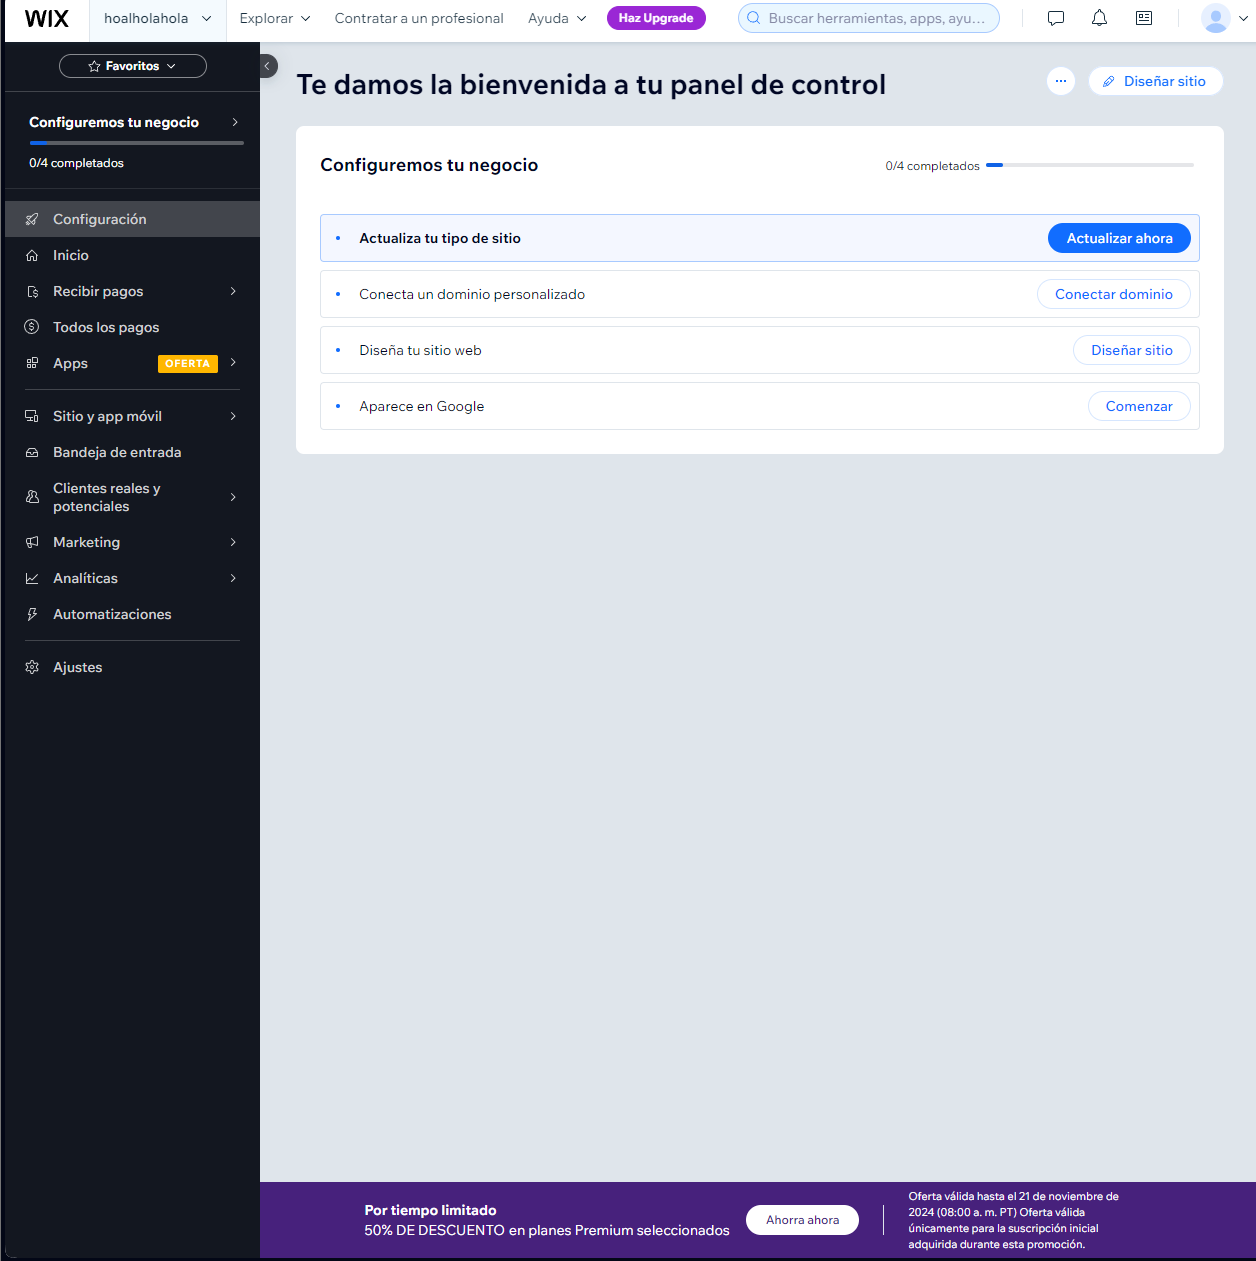 WIX
hoalholahola
Explorar
Contratar a un profesional
Ayuda
Haz Upgrade
Buscar herramientas, apps, ayu...
Favoritos
Configuremos tu negocio
0/4 completados
Configuración
Inicio
Recibir pagos
Todos los pagos
Apps
OFERTA
Sitio y app móvil
Bandeja de entrada
Clientes reales y
potenciales
Marketing
Analíticas
Automatizaciones
Ajustes
Te damos la bienvenida a tu panel de control
Diseñar sitio
Configuremos tu negocio
0/4 completados
Actualiza tu tipo de sitio
Actualizar ahora
Conecta un dominio personalizado
Conectar dominio
Diseña tu sitio web
Diseñar sitio
Aparece en Google
Comenzar
Por tiempo limitado
50% DE DESCUENTO en planes Premium seleccionados
Ahorra ahora
Oferta válida hasta el 21 de noviembre de
2024 (08:00 a. m. PT) Oferta válida
únicamente para la suscripción inicial
adquirida durante esta promoción.